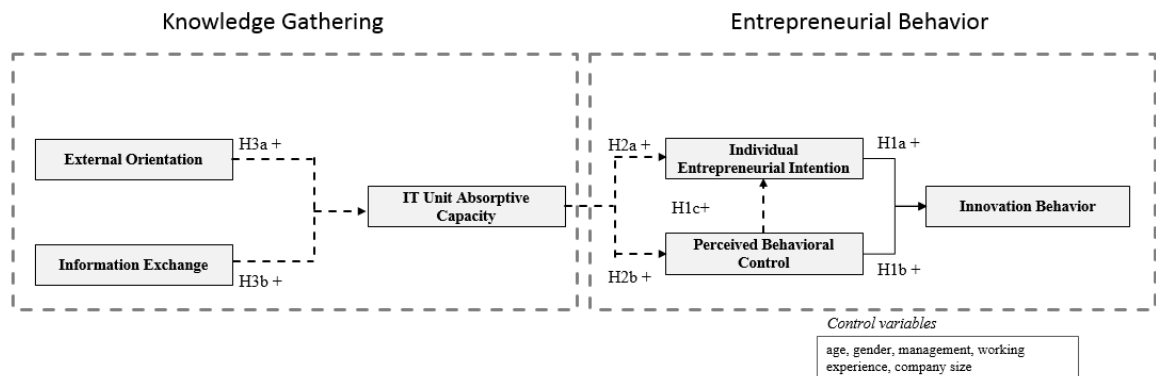 Knowledge Gathering
Entrepreneurial Behavior
H3a +
External Orientation
IT Unit Absorptive
Capacity
Information Exchange
H3b +
H2a +
Individual
Entrepreneurial Intention
H1a +
H1c+
Innovation Behavior
Perceived Behavioral
Control
H2b +
H1b +
Control variables
age, gender, management, working
experience, company size